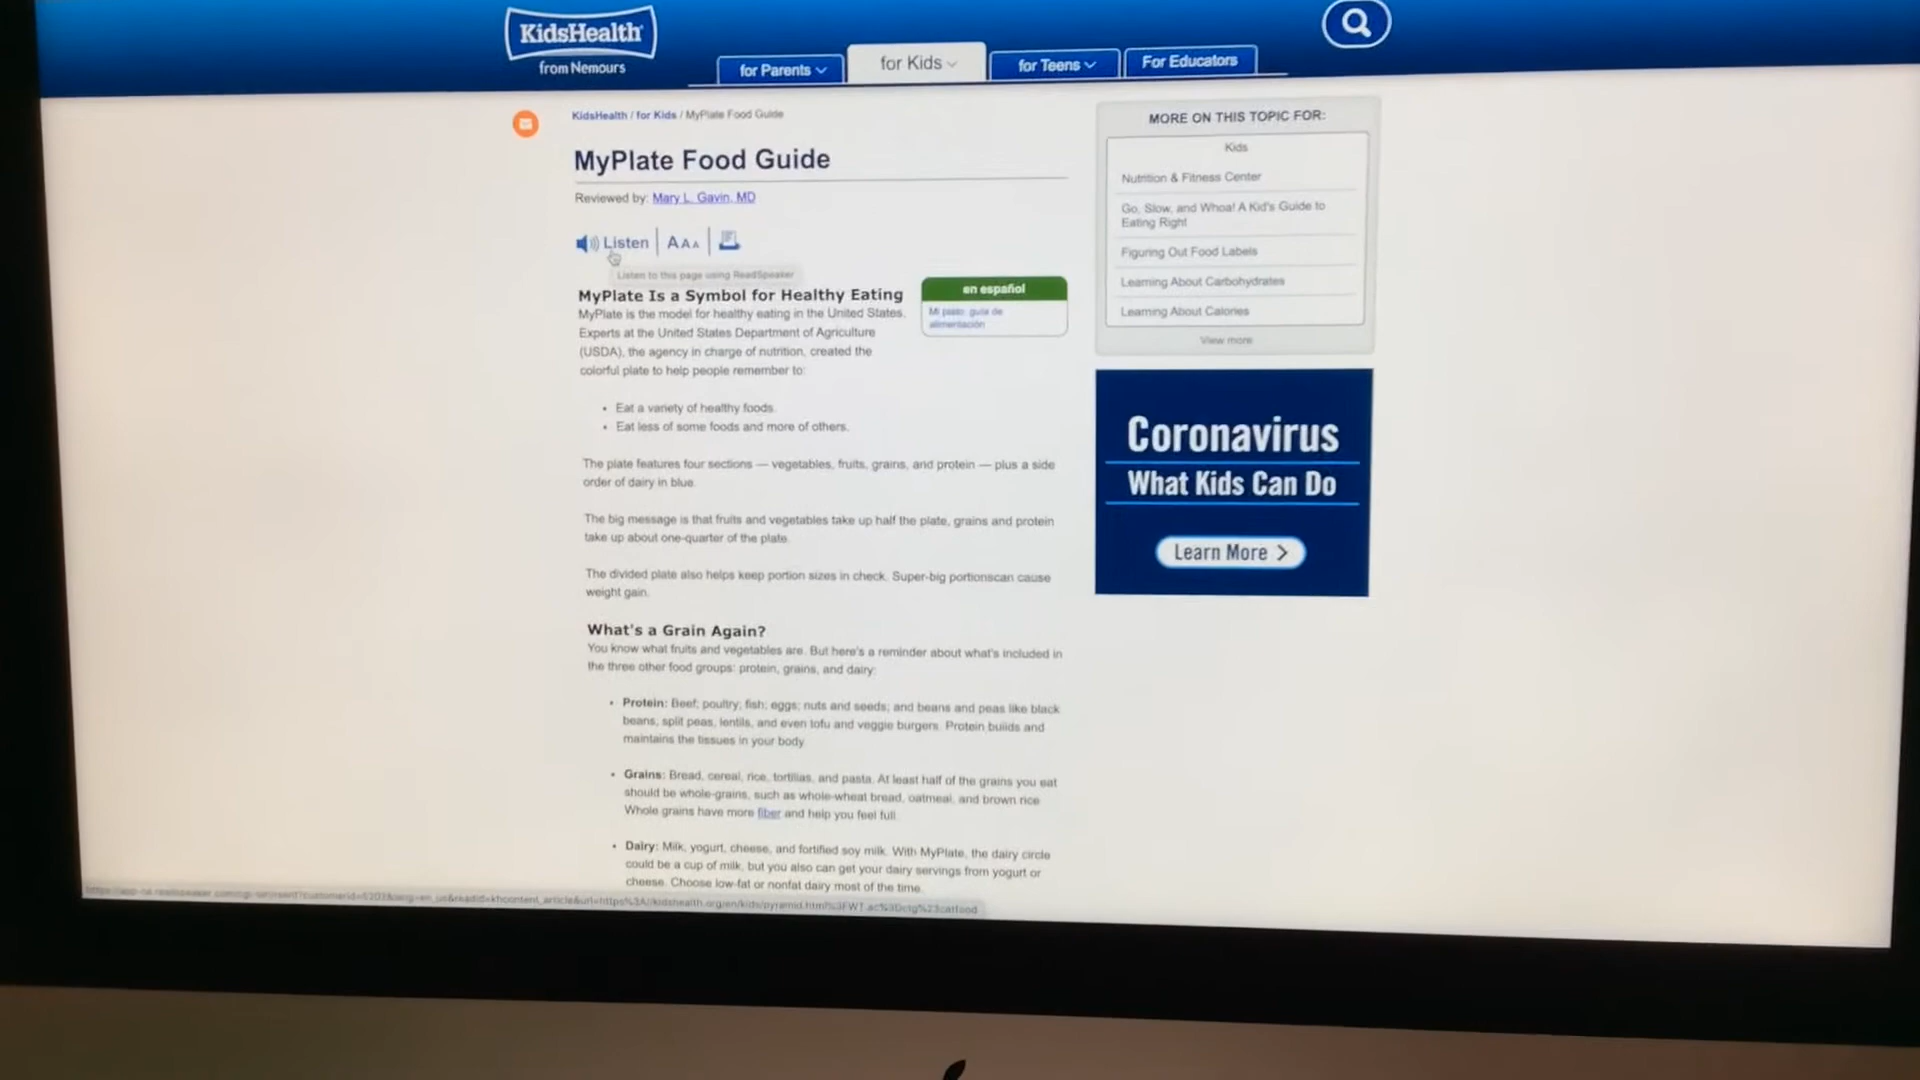 KidsHealth
from Nemours
for Parents
for Kids
for Teens
For Educators
KidsHealth / for Kids / MyPlate Food Guide
MyPlate Food Guide
Reviewed by: Mary L. Gavin, MD
Listen
AAA
Listen to this page using ReadSpeaker
MyPlate Is a Symbol for Healthy Eating
MyPlate is the model for healthy eating in the United States.
Experts at the United States Department of Agriculture
(USDA), the agency in charge of nutrition, created the
colorful plate to help people remember to:
en español
Mi plato: guía de
alimentación
• Eat a variety of healthy foods.
• Eat less of some foods and more of others.
The plate features four sections — vegetables, fruits, grains, and protein — plus a side
order of dairy in blue.
The big message is that fruits and vegetables take up half the plate, grains and protein
take up about one-quarter of the plate.
The divided plate also helps keep portion sizes in check. Super-big portionscan cause
weight gain.
What's a Grain Again?
You know what fruits and vegetables are. But here's a reminder about what's included in
the three other food groups: protein, grains, and dairy:
• Protein: Beef; poultry; fish; eggs; nuts and seeds; and beans and peas like black
beans, split peas, lentils, and even tofu and veggie burgers. Protein builds and
maintains the tissues in your body.
• Grains: Bread, cereal, rice, tortillas, and pasta. At least half of the grains you eat
should be whole-grains, such as whole-wheat bread, oatmeal, and brown rice.
Whole grains have more fiber and help you feel full.
• Dairy: Milk, yogurt, cheese, and fortified soy milk. With MyPlate, the dairy circle
could be a cup of milk, but you also can get your dairy servings from yogurt or
cheese. Choose low-fat or nonfat dairy most of the time.
MORE ON THIS TOPIC FOR:
Kids
Nutrition & Fitness Center
Go, Slow, and Whoa! A Kid's Guide to
Eating Right
Figuring Out Food Labels
Learning About Carbohydrates
Learning About Calories
View more
Coronavirus
What Kids Can Do
Learn More >